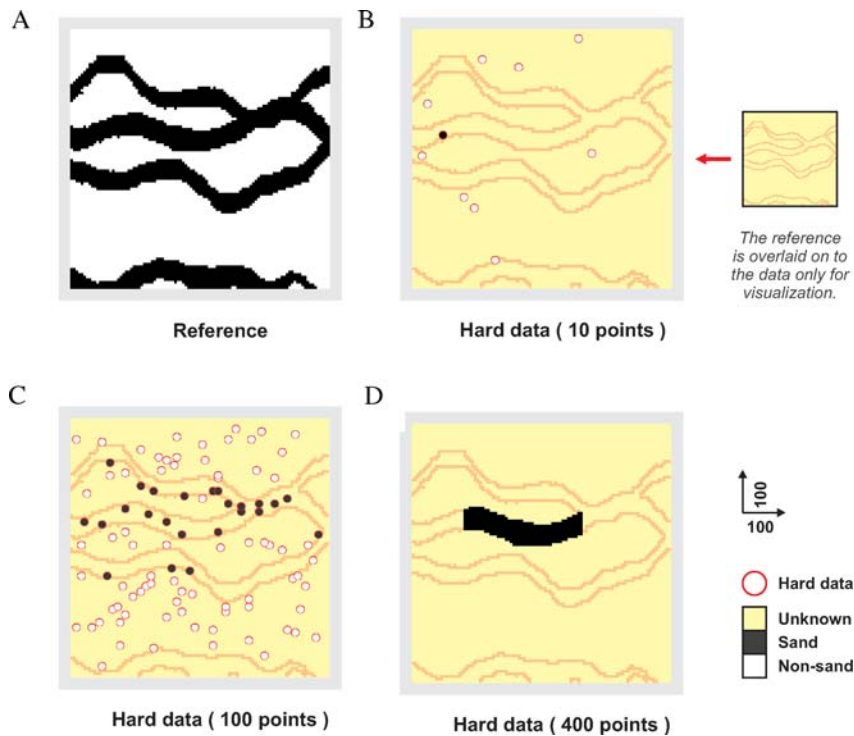 A
B
Reference
Hard data ( 10 points )
The reference
is overlaid on to
the data only for
visualization.
C
D
Hard data ( 100 points )
Hard data ( 400 points )
100
100
Hard data
Unknown
Sand
Non-sand